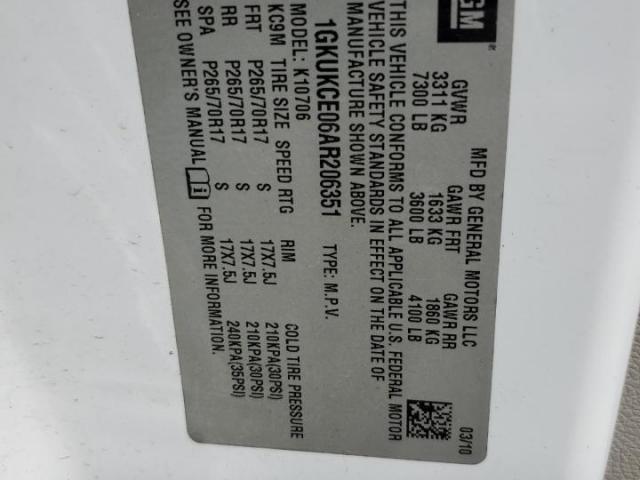 GM
MFD BY GENERAL MOTORS LLC 03/10
GVWR GAWR FRT GAWR RR
3311 KG 1633 KG 1860 KG
7300 LB 3600 LB 4100 LB
THIS VEHICLE CONFORMS TO ALL APPLICABLE U.S. FEDERAL MOTOR
VEHICLE SAFETY STANDARDS IN EFFECT ON THE DATE OF
MANUFACTURE SHOWN ABOVE.
1GKUKCE06AR206351 TYPE: M.P.V.
MODEL: K10706
KC9M TIRE SIZE SPEED RTG RIM COLD TIRE PRESSURE
FRT P265/70R17 S 17X7.5J 210KPA(30PSI)
RR P265/70R17 S 17X7.5J 210KPA(30PSI)
SPA P265/70R17 S 17X7.5J 240KPA(35PSI)
SEE OWNER'S MANUAL i FOR MORE INFORMATION.